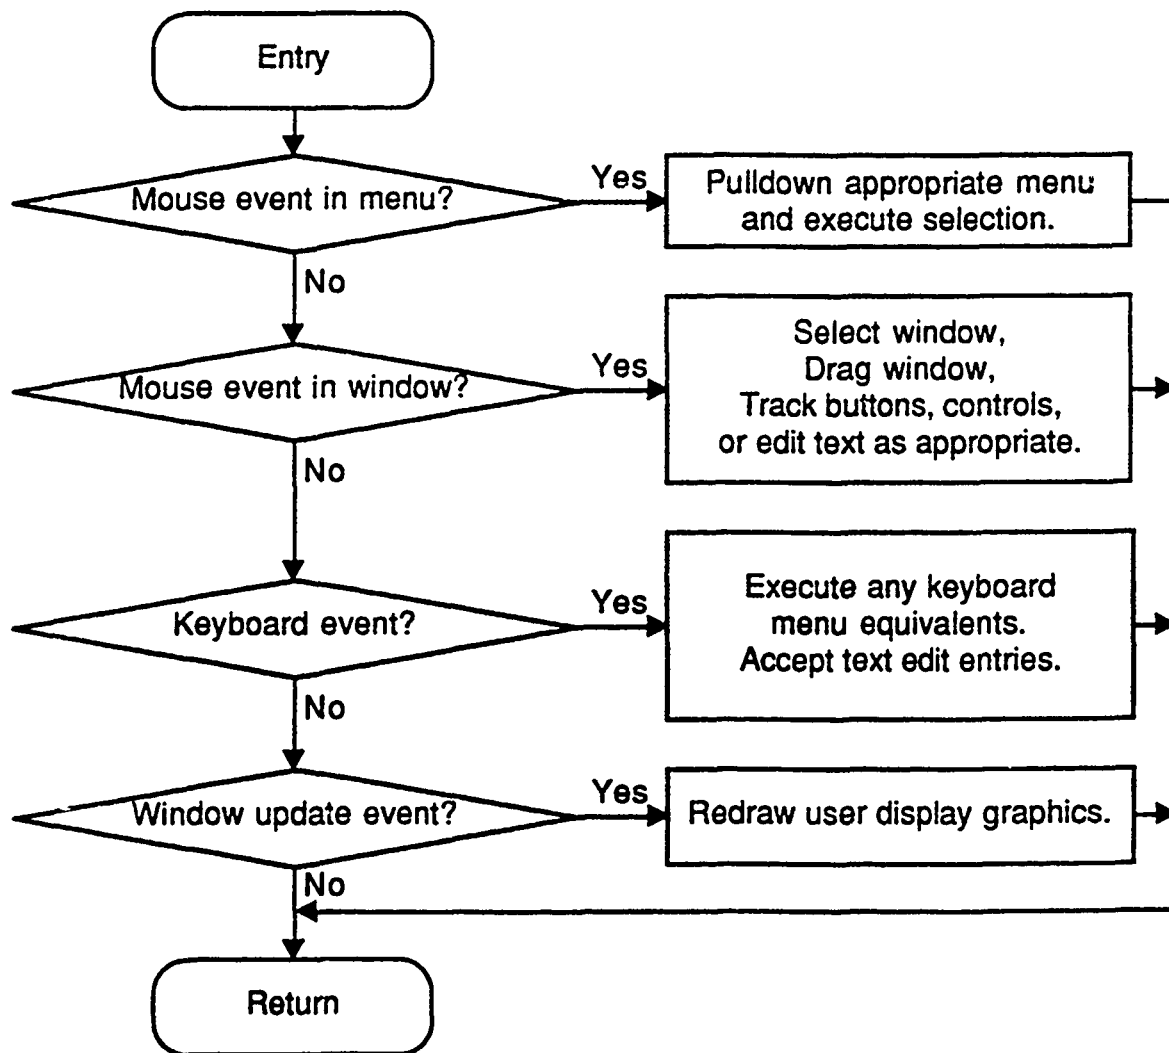 Entry
Mouse event in menu?
Yes
Pulldown appropriate menu
and execute selection.
No
Mouse event in window?
Yes
Select window,
Drag window,
Track buttons, controls,
or edit text as appropriate.
No
Keyboard event?
Yes
Execute any keyboard
menu equivalents.
Accept text edit entries.
No
Window update event?
Yes
Redraw user display graphics.
No
Return